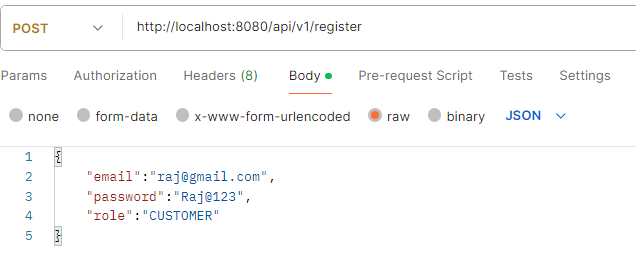 POST http://localhost:8080/api/v1/register
Params Authorization Headers (8) Body Pre-request Script Tests Settings
none form-data x-www-form-urlencoded raw binary JSON
1 {
2 "email":"raj@gmail.com",
3 "password":"Raj@123",
4 "role":"CUSTOMER"
5 }